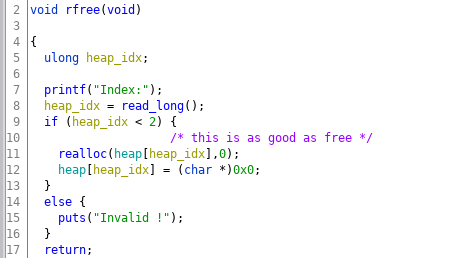 2 void rfree(void)
3
4 {
5   ulong heap_idx;
6
7   printf("Index:");
8   heap_idx = read_long();
9   if (heap_idx < 2) {
10                     /* this is as good as free */
11     realloc(heap[heap_idx],0);
12     heap[heap_idx] = (char *)0x0;
13   }
14   else {
15     puts("Invalid !");
16   }
17   return;